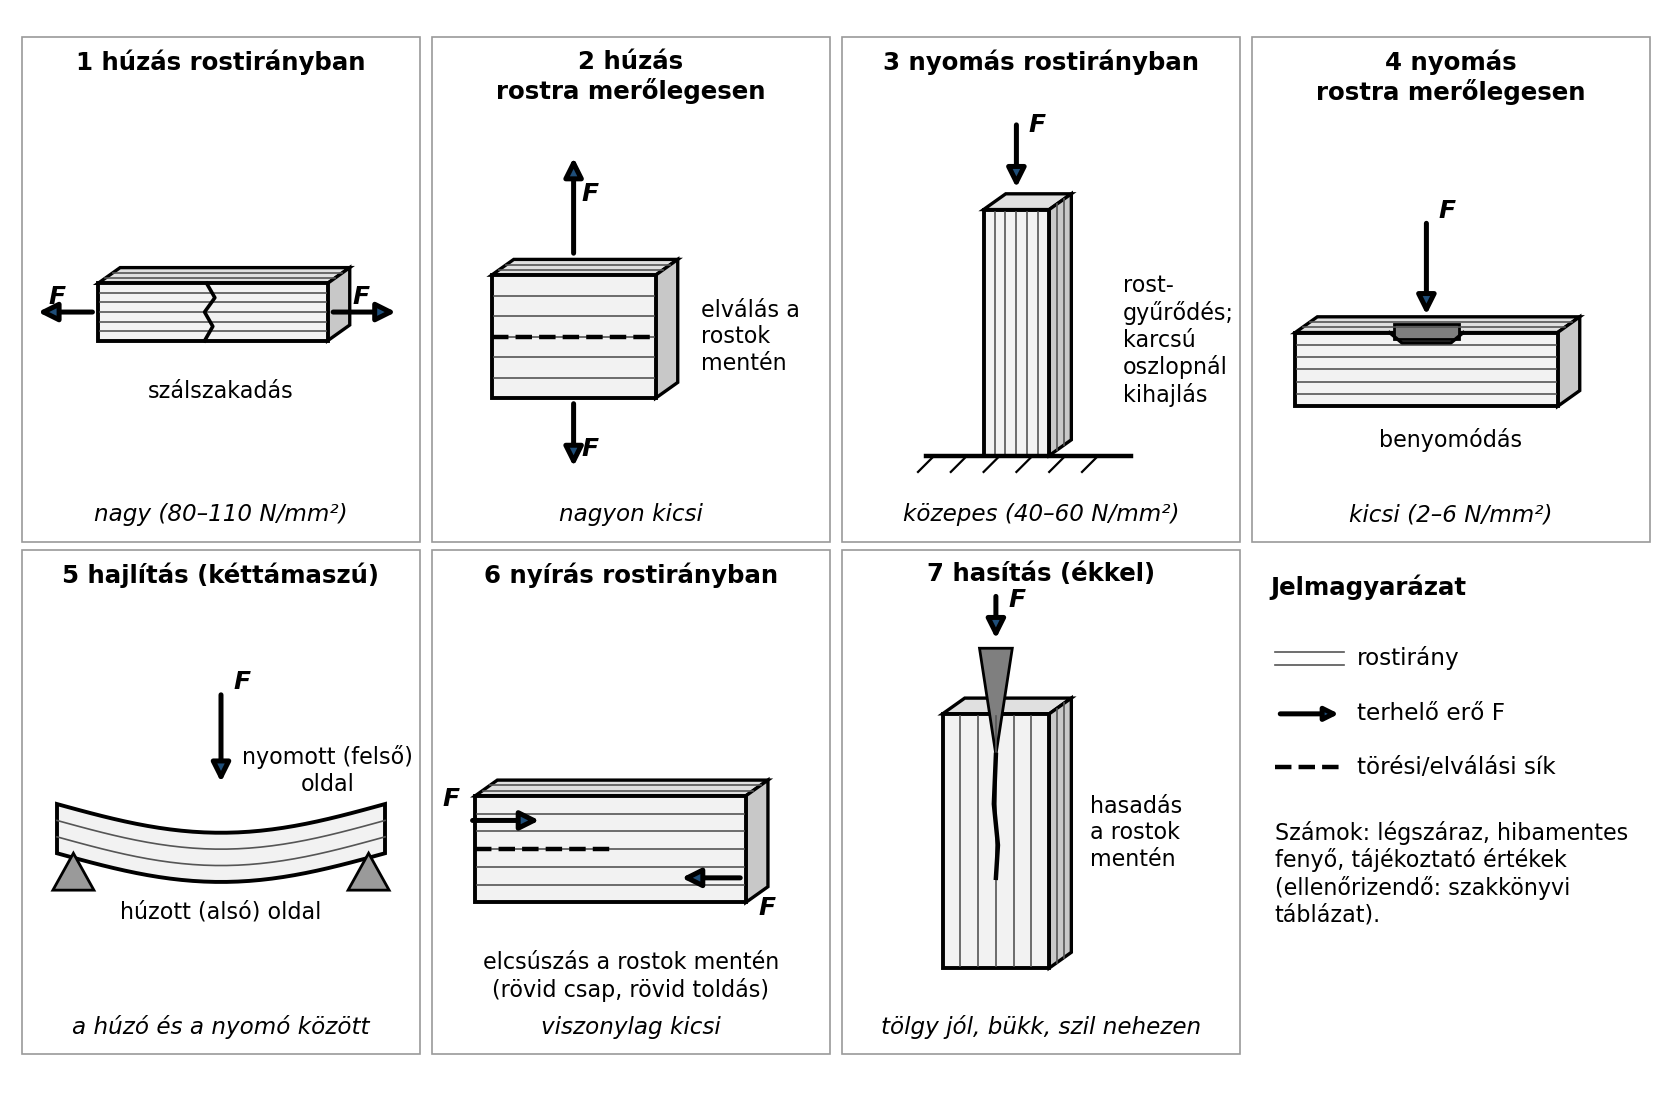 1 húzás rostirányban
F
F
szálszakadás
nagy (80–110 N/mm²)
2 húzás
rostra merőlegesen
F
elválás a
rostok
mentén
F
nagyon kicsi
3 nyomás rostirányban
F
rost-
gyűrődés;
karcsú
oszlopnál
kihajlás
közepes (40–60 N/mm²)
4 nyomás
rostra merőlegesen
F
benyomódás
kicsi (2–6 N/mm²)
5 hajlítás (kéttámaszú)
F
nyomott (felső)
oldal
húzott (alsó) oldal
a húzó és a nyomó között
6 nyírás rostirányban
F
F
elcsúszás a rostok mentén
(rövid csap, rövid toldás)
viszonylag kicsi
7 hasítás (ékkel)
F
hasadás
a rostok
mentén
tölgy jól, bükk, szil nehezen
Jelmagyarázat
rostirány
terhelő erő F
törési/elválási sík
Számok: légszáraz, hibamentes
fenyő, tájékoztató értékek
(ellenőrizendő: szakkönyvi
táblázat).